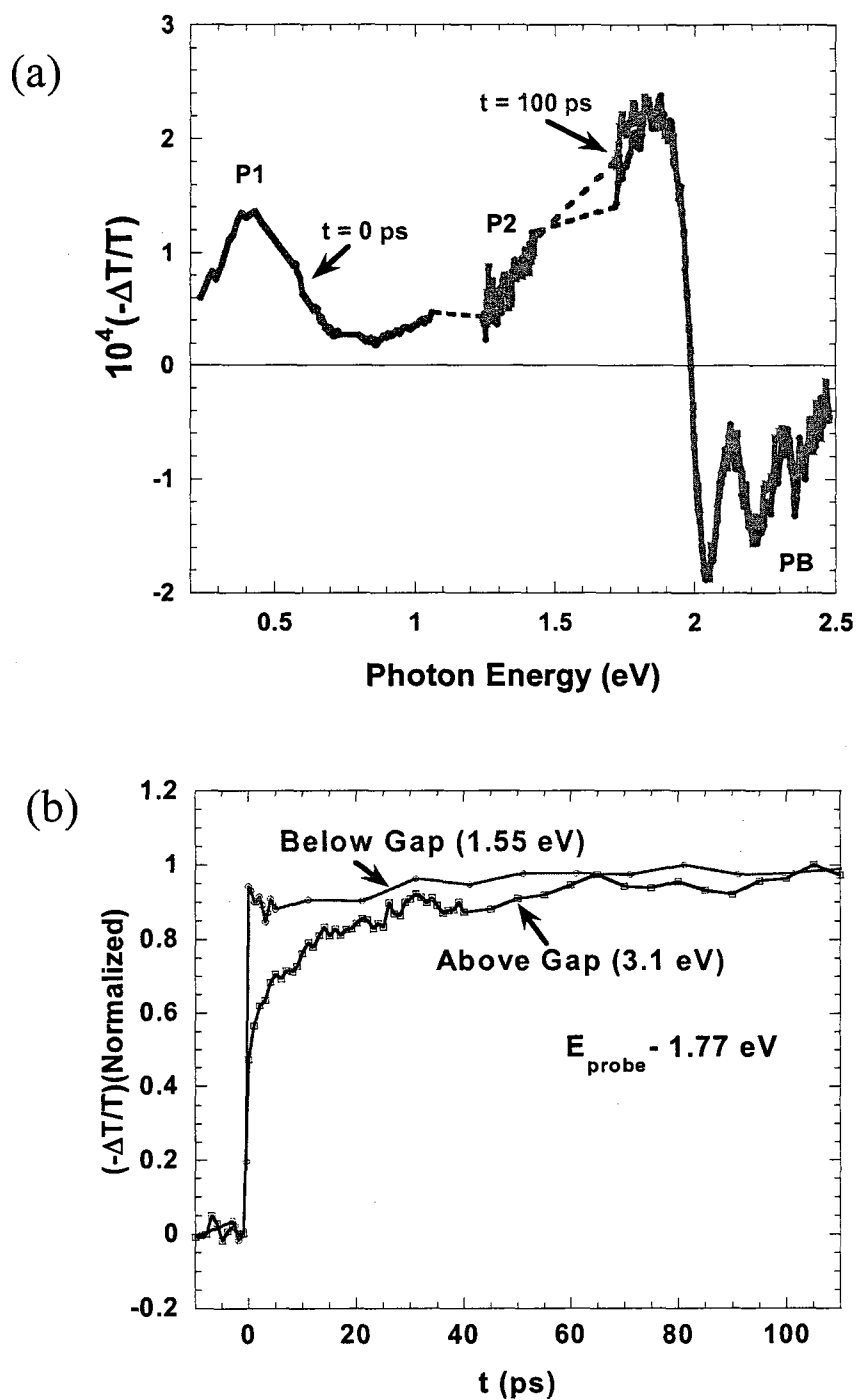 (a)
3
2
1
0
-1
-2
10⁴(-ΔT/T)
P1
t = 0 ps
P2
t = 100 ps
PB
0.5
1
1.5
2
2.5
Photon Energy (eV)
(b)
1.2
1
0.8
0.6
0.4
0.2
0
-0.2
(-ΔT/T)(Normalized)
Below Gap (1.55 eV)
Above Gap (3.1 eV)
E_probe - 1.77 eV
0
20
40
60
80
100
t (ps)